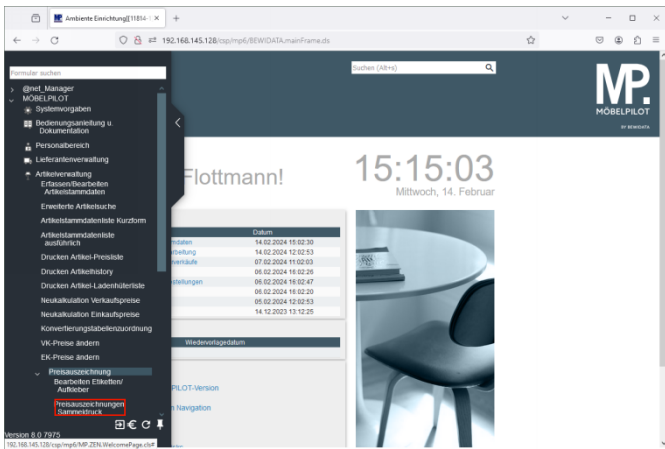 Ambiente Einrichtung[[11814-
192.168.145.128/csp/mp6/BEWIDATA.mainFrame.cls
Formular suchen
@net_Manager
MÖBELPILOT
Systemvorgaben
Bedienungsanleitung u.
Dokumentation
Personalbereich
Lieferantenverwaltung
Artikelverwaltung
Erfassen/Bearbeiten
Artikelstammdaten
Erweiterte Artikelsuche
Artikelstammdatenliste Kurzform
Artikelstammdatenliste
ausführlich
Drucken Artikel-Preisliste
Drucken Artikelhistory
Drucken Artikel-Ladenhüterliste
Neukalkulation Verkaufspreise
Neukalkulation Einkaufspreise
Konvertierungstabellenzuordnung
VK-Preise ändern
EK-Preise ändern
Preisauszeichnung
Bearbeiten Etiketten/
Aufkleber
Preisauszeichnungen
Sammeldruck
Version 8.0 7975
192.168.145.128/csp/mp6/MP.ZEN.WelcomePage.cls#
Suchen (Alt+s)
MP.
MÖBELPILOT
BY BEWIDATA
Flottmann!
15:15:03
Mittwoch, 14. Februar
Datum
mdaten 14.02.2024 15:02:30
arbeitung 14.02.2024 12:02:53
nverkäufe 07.02.2024 11:02:03
06.02.2024 16:02:26
estellungen 06.02.2024 16:02:47
06.02.2024 16:02:20
05.02.2024 12:02:53
14.12.2023 13:12:25
Wiedervorlagedatum
PILOT-Version
n Navigation